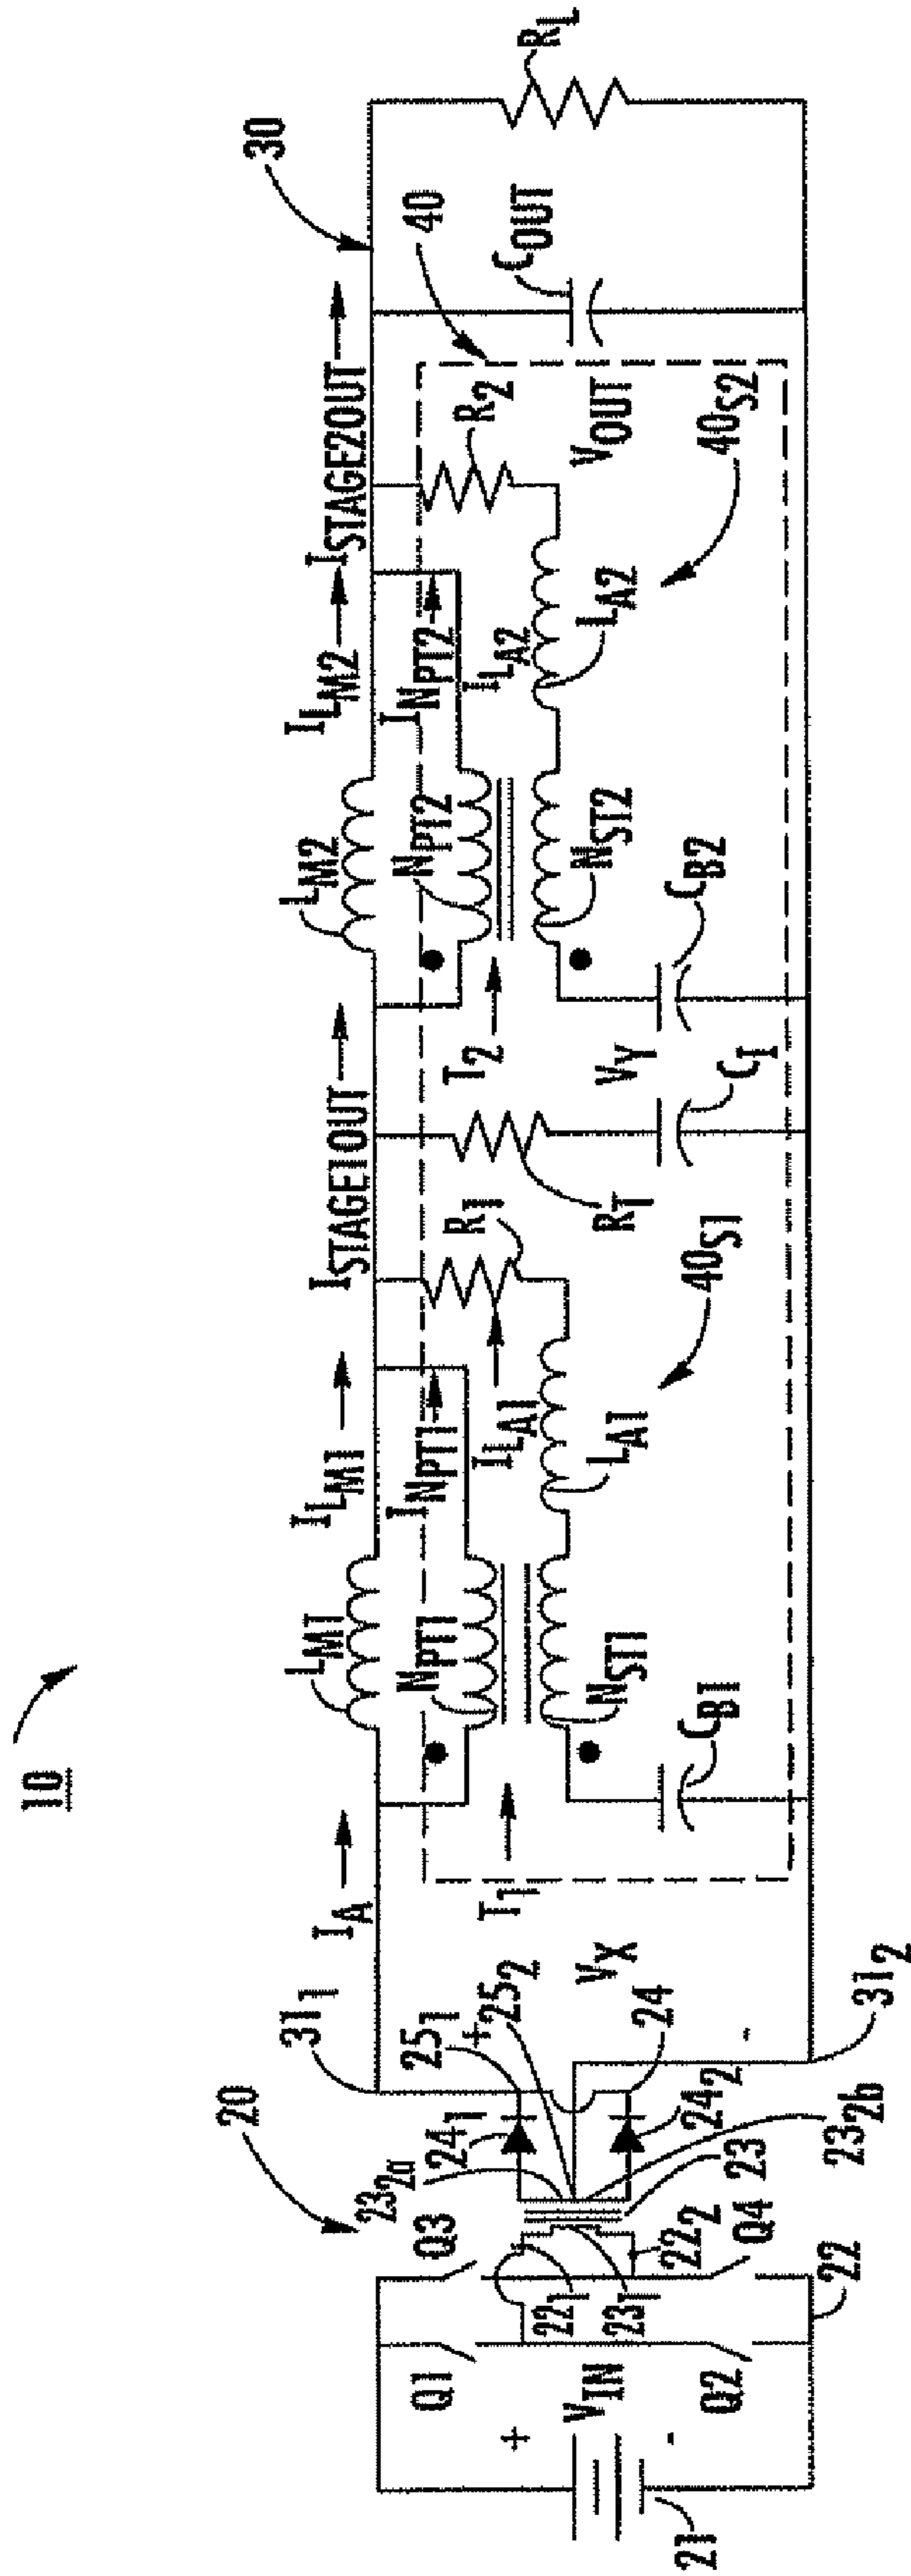 10
20
Q1
Q3
+
V_IN
-
Q2
Q4
21
22
22_1
22_2
23_1
23
23_2a
23_2b
24_1
24_2
24
25_1
+
25_2
V_X
-
31_1
31_2
I_A
L_M1
I_LM1
I_STAGE1OUT
L_M2
I_LM2
I_STAGE2OUT
30
T_1
N_PT1
I_NPT1
N_ST1
I_LA1
L_A1
R_1
C_B1
40_S1
R_T
C_I
V_Y
T_2
N_PT2
I_NPT2
N_ST2
I_LA2
L_A2
R_2
C_B2
40_S2
40
V_OUT
C_OUT
R_L